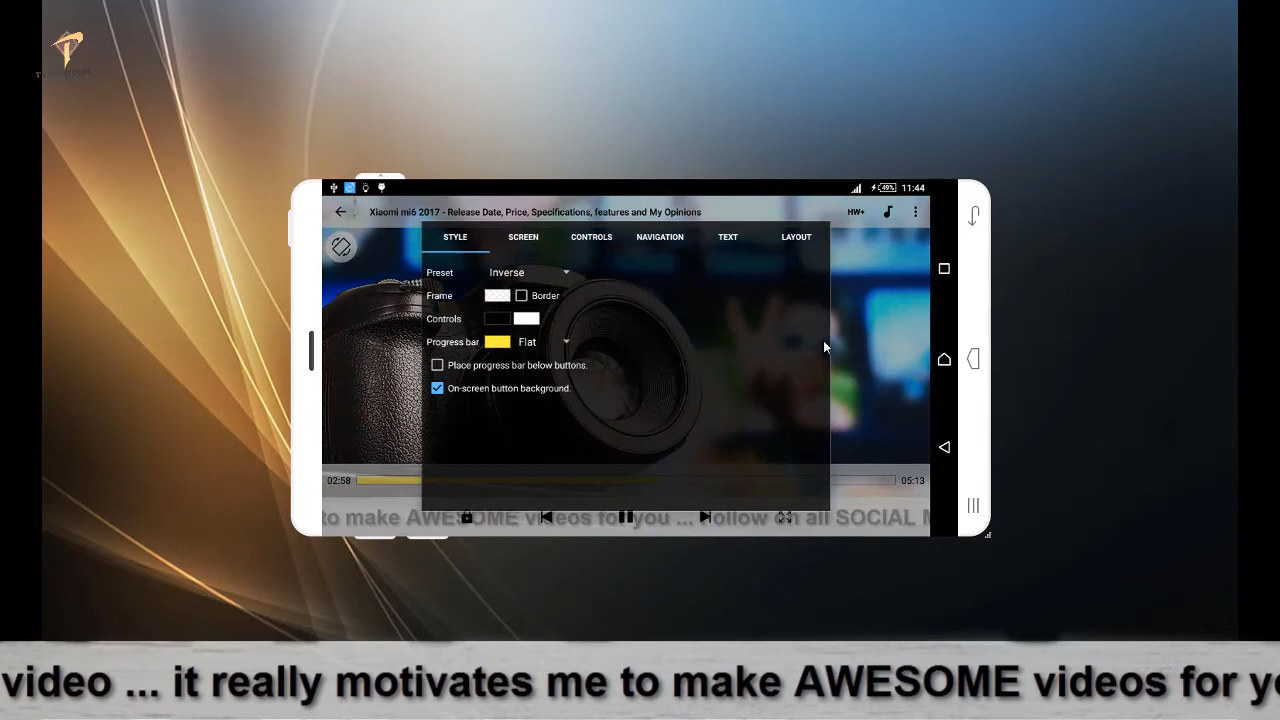 49% 11:44
Xiaomi mi6 2017 - Release Date, Price, Specifications, features and My Opinions HW+
STYLE SCREEN CONTROLS NAVIGATION TEXT LAYOUT
Preset Inverse
Frame Border
Controls
Progress bar Flat
Place progress bar below buttons.
On-screen button background.
02:58 05:13
to make AWESOME videos for you ... Follow on all SOCIAL M
video ... it really motivates me to make AWESOME videos for yo